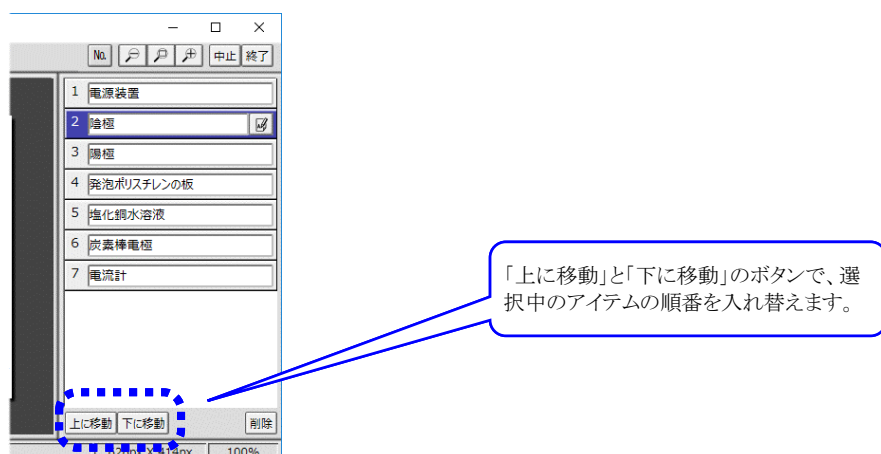 No. 中止 終了
1 電源装置
2 陰極
3 陽極
4 発泡ポリスチレンの板
5 塩化銅水溶液
6 炭素棒電極
7 電流計
「上に移動」と「下に移動」のボタンで、選
択中のアイテムの順番を入れ替えます。
上に移動 下に移動 削除
100%